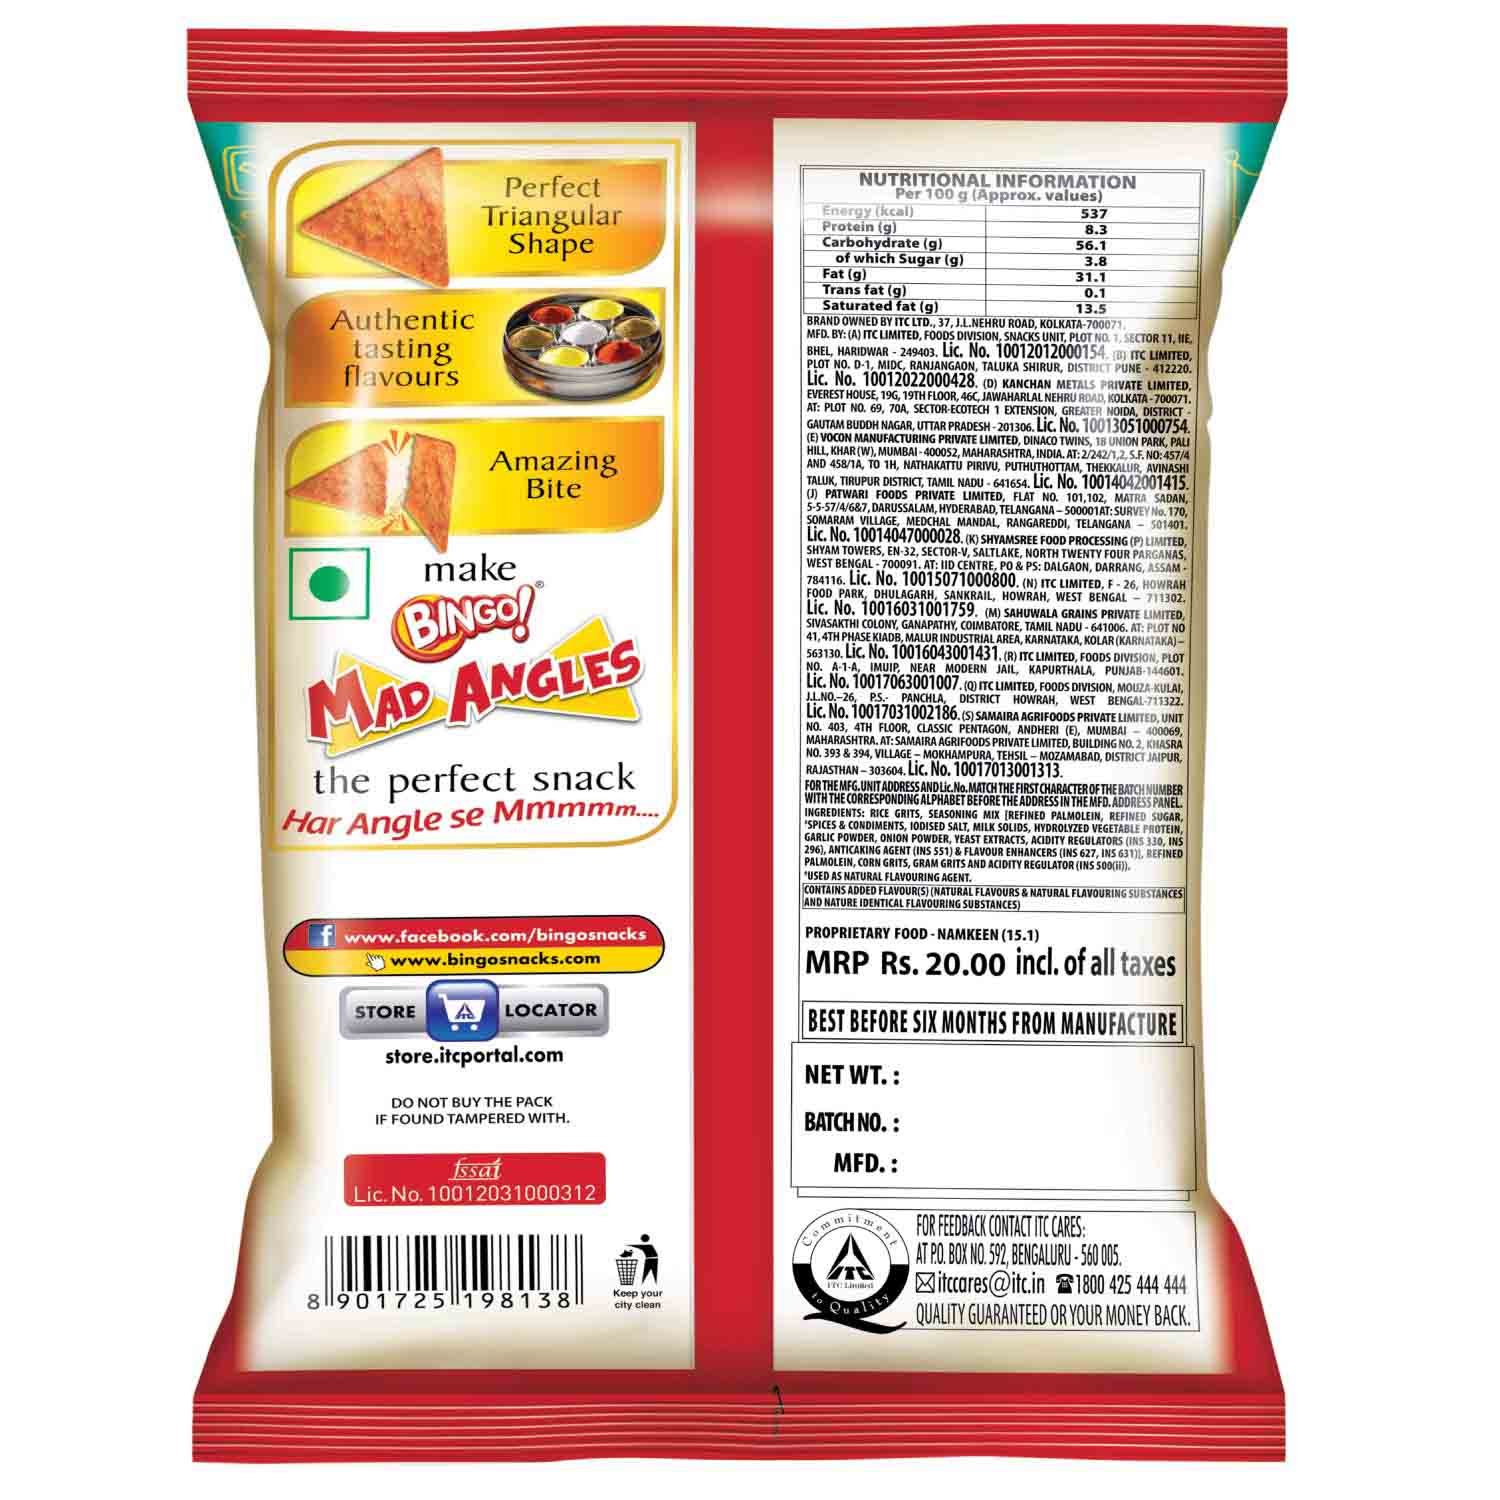 Perfect
Triangular
Shape
Authentic
tasting
flavours
Amazing
Bite
make
BINGO!®
MAD ANGLES
the perfect snack
Har Angle se Mmmmmm....
f www.facebook.com/bingosnacks
www.bingosnacks.com
STORE ITC LOCATOR
store.itcportal.com
DO NOT BUY THE PACK
IF FOUND TAMPERED WITH.
fssai
Lic. No. 10012031000312
8 901725 198138
Keep your
city clean
NUTRITIONAL INFORMATION
Per 100 g (Approx. values)
Energy (kcal) 537
Protein (g) 8.3
Carbohydrate (g) 56.1
of which Sugar (g) 3.8
Fat (g) 31.1
Trans fat (g) 0.1
Saturated fat (g) 13.5
BRAND OWNED BY ITC LTD., 37, J.L.NEHRU ROAD, KOLKATA-700071.
MFD. BY: (A) ITC LIMITED, FOODS DIVISION, SNACKS UNIT, PLOT NO. 1, SECTOR 11, IIE,
BHEL, HARIDWAR - 249403. Lic. No. 10012012000154. (B) ITC LIMITED,
PLOT NO. D-1, MIDC, RANJANGAON, TALUKA SHIRUR, DISTRICT PUNE - 412220.
Lic. No. 10012022000428. (D) KANCHAN METALS PRIVATE LIMITED,
EVEREST HOUSE, 19G, 19TH FLOOR, 46C, JAWAHARLAL NEHRU ROAD, KOLKATA - 700071.
AT: PLOT NO. 69, 70A, SECTOR-ECOTECH 1 EXTENSION, GREATER NOIDA, DISTRICT -
GAUTAM BUDDH NAGAR, UTTAR PRADESH - 201306. Lic. No. 10013051000754.
(E) VOCON MANUFACTURING PRIVATE LIMITED, DINACO TWINS, 18 UNION PARK, PALI
HILL, KHAR (W), MUMBAI - 400052, MAHARASHTRA, INDIA. AT: 2/242/1,2, S.F. NO: 457/4
AND 458/1A, TO 1H, NATHAKATTU PIRIVU, PUTHUTHOTTAM, THEKKALUR, AVINASHI
TALUK, TIRUPUR DISTRICT, TAMIL NADU - 641654. Lic. No. 10014042001415.
(J) PATWARI FOODS PRIVATE LIMITED, FLAT NO. 101,102, MATRA SADAN,
5-5-57/4/6&7, DARUSSALAM, HYDERABAD, TELANGANA – 500001AT: SURVEY No. 170,
SOMARAM VILLAGE, MEDCHAL MANDAL, RANGAREDDI, TELANGANA – 501401.
Lic. No. 10014047000028. (K) SHYAMSREE FOOD PROCESSING (P) LIMITED,
SHYAM TOWERS, EN-32, SECTOR-V, SALTLAKE, NORTH TWENTY FOUR PARGANAS,
WEST BENGAL - 700091. AT: IID CENTRE, PO & PS: DALGAON, DARRANG, ASSAM -
784116. Lic. No. 10015071000800. (N) ITC LIMITED, F - 26, HOWRAH
FOOD PARK, DHULAGARH, SANKRAIL, HOWRAH, WEST BENGAL – 711302.
Lic. No. 10016031001759. (M) SAHUWALA GRAINS PRIVATE LIMITED,
SIVASAKTHI COLONY, GANAPATHY, COIMBATORE, TAMIL NADU - 641006. AT: PLOT NO
41, 4TH PHASE KIADB, MALUR INDUSTRIAL AREA, KARNATAKA, KOLAR (KARNATAKA) –
563130. Lic. No. 10016043001431. (R) ITC LIMITED, FOODS DIVISION, PLOT
NO. A-1-A, IMUIP, NEAR MODERN JAIL, KAPURTHALA, PUNJAB-144601.
Lic. No. 10017063001007. (Q) ITC LIMITED, FOODS DIVISION, MOUZA-KULAI,
J.L.NO.–26, P.S.- PANCHLA, DISTRICT HOWRAH, WEST BENGAL-711322.
Lic. No. 10017031002186. (S) SAMAIRA AGRIFOODS PRIVATE LIMITED, UNIT
NO. 403, 4TH FLOOR, CLASSIC PENTAGON, ANDHERI (E), MUMBAI – 400069,
MAHARASHTRA. AT: SAMAIRA AGRIFOODS PRIVATE LIMITED, BUILDING NO. 2, KHASRA
NO. 393 & 394, VILLAGE – MOKHAMPURA, TEHSIL – MOZAMABAD, DISTRICT JAIPUR,
RAJASTHAN – 303604. Lic. No. 10017013001313.
FOR THE MFG. UNIT ADDRESS AND Lic. No. MATCH THE FIRST CHARACTER OF THE BATCH NUMBER
WITH THE CORRESPONDING ALPHABET BEFORE THE ADDRESS IN THE MFD. ADDRESS PANEL.
INGREDIENTS: RICE GRITS, SEASONING MIX [REFINED PALMOLEIN, REFINED SUGAR,
*SPICES & CONDIMENTS, IODISED SALT, MILK SOLIDS, HYDROLYZED VEGETABLE PROTEIN,
GARLIC POWDER, ONION POWDER, YEAST EXTRACTS, ACIDITY REGULATORS (INS 330, INS
296), ANTICAKING AGENT (INS 551) & FLAVOUR ENHANCERS (INS 627, INS 631)], REFINED
PALMOLEIN, CORN GRITS, GRAM GRITS AND ACIDITY REGULATOR (INS 500(ii)).
*USED AS NATURAL FLAVOURING AGENT.
CONTAINS ADDED FLAVOUR(S) (NATURAL FLAVOURS & NATURAL FLAVOURING SUBSTANCES
AND NATURE IDENTICAL FLAVOURING SUBSTANCES)
PROPRIETARY FOOD - NAMKEEN (15.1)
MRP Rs. 20.00 incl. of all taxes
BEST BEFORE SIX MONTHS FROM MANUFACTURE
NET WT. :
BATCH NO. :
MFD. :
Commitment
ITC
ITC Limited
to Quality
FOR FEEDBACK CONTACT ITC CARES:
AT P.O. BOX NO. 592, BENGALURU - 560 005.
itccares@itc.in 1800 425 444 444
QUALITY GUARANTEED OR YOUR MONEY BACK.